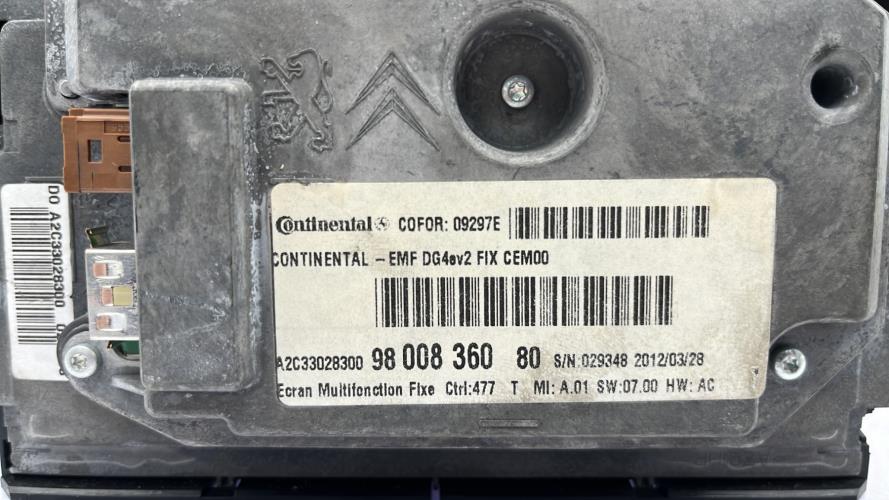 Continental COFOR: 09297E
CONTINENTAL - EMF DG4ev2 FIX CEM00
A2C33028300 98 008 360 80 S/N:029348 2012/03/28
Ecran Multifonction Fixe Ctrl:477 T MI: A.01 SW:07.00 HW: AC
DO A2C33028300